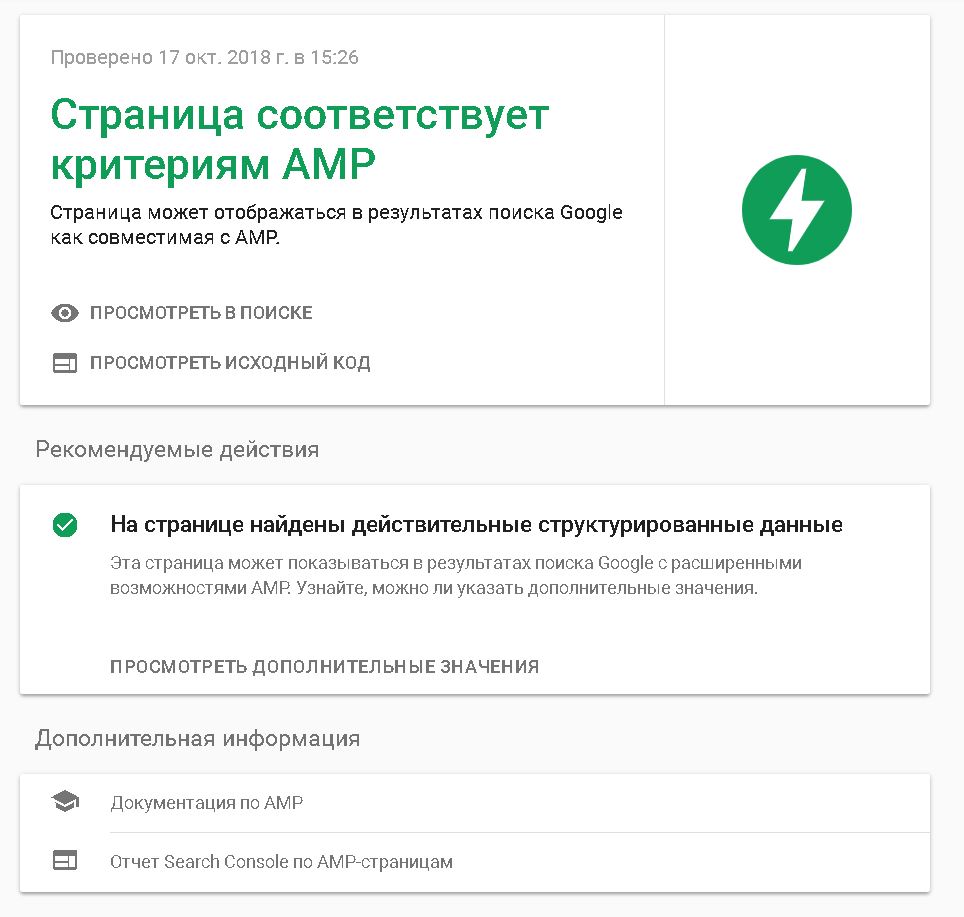 Проверено 17 окт. 2018 г. в 15:26
Страница соответствует
критериям AMP
Страница может отображаться в результатах поиска Google
как совместимая с AMP.
ПРОСМОТРЕТЬ В ПОИСКЕ
ПРОСМОТРЕТЬ ИСХОДНЫЙ КОД
Рекомендуемые действия
На странице найдены действительные структурированные данные
Эта страница может показываться в результатах поиска Google с расширенными
возможностями AMP. Узнайте, можно ли указать дополнительные значения.
ПРОСМОТРЕТЬ ДОПОЛНИТЕЛЬНЫЕ ЗНАЧЕНИЯ
Дополнительная информация
Документация по AMP
Отчет Search Console по AMP-страницам